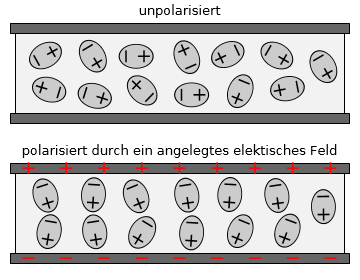 unpolarisiert
polarisiert durch ein angelegtes elektisches Feld